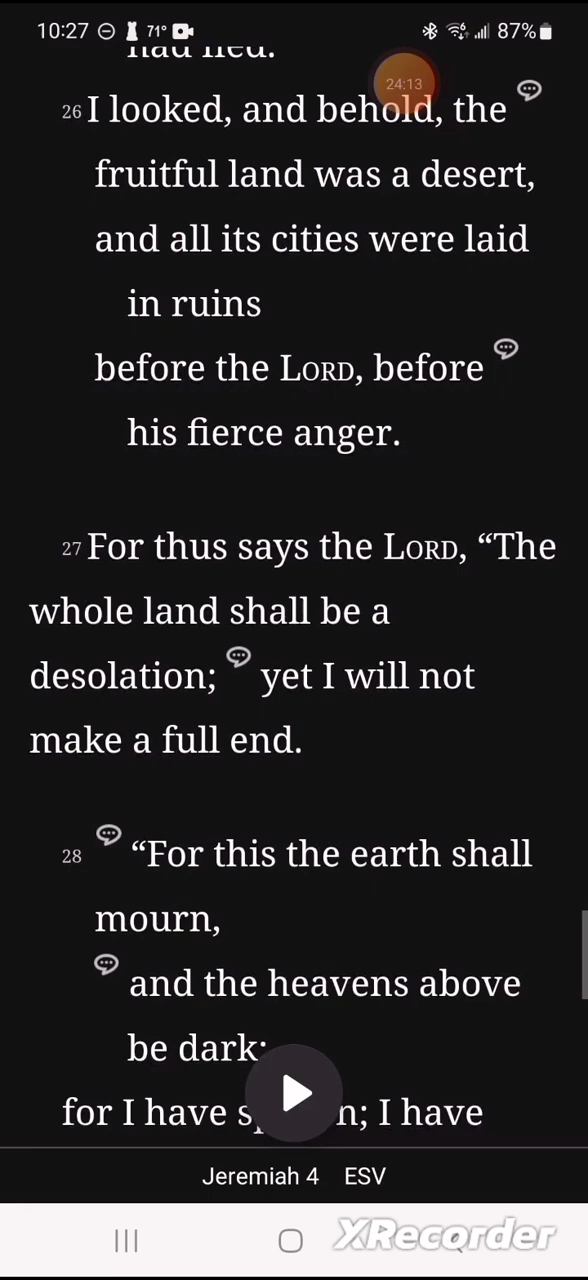 10:27 71° 87%
had fled.
24:13
26 I looked, and behold, the
fruitful land was a desert,
and all its cities were laid
in ruins
before the LORD, before
his fierce anger.
27 For thus says the LORD, “The
whole land shall be a
desolation; yet I will not
make a full end.
28 “For this the earth shall
mourn,
and the heavens above
be dark;
for I have I have
Jeremiah 4 ESV
XRecorder